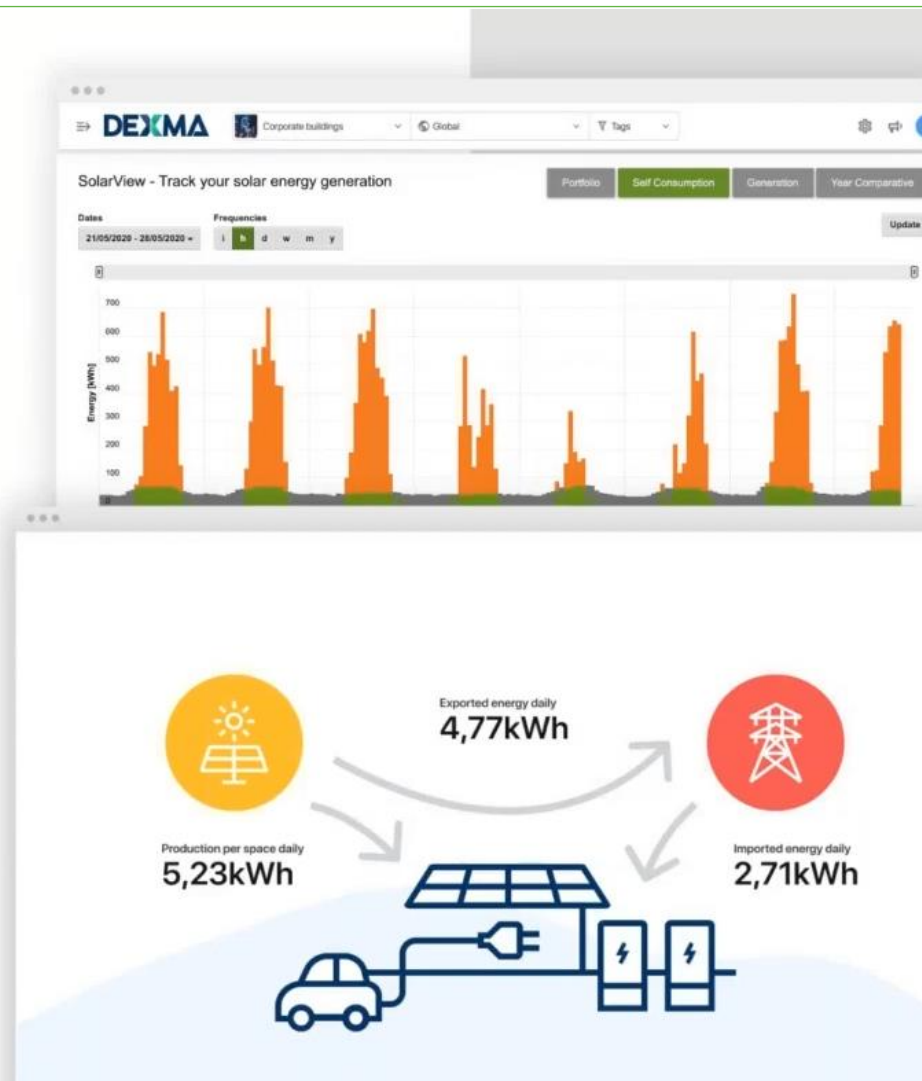 DEXMA
Corporate buildings
Global
Tags
SolarView - Track your solar energy generation
Portfolio
Self Consumption
Generation
Year Comparative
Dates
Frequencies
21/05/2020 - 28/05/2020
i h d w m y
Update
700
600
500
400
300
200
100
0
Energy [kWh]
Exported energy daily
4,77kWh
Production per space daily
5,23kWh
Imported energy daily
2,71kWh